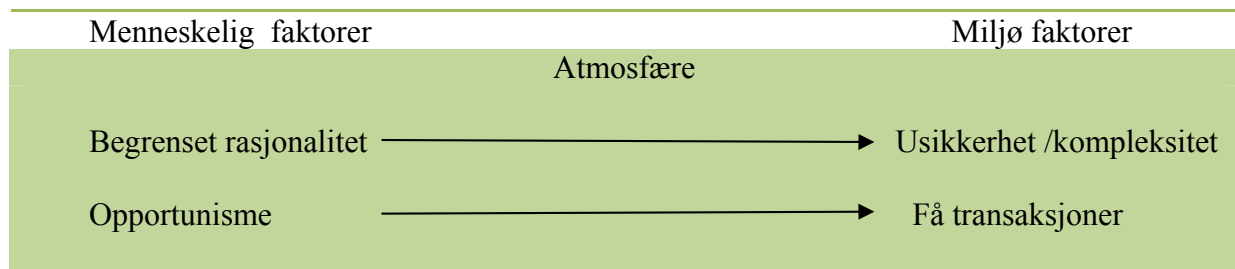 Menneskelig faktorer Miljø faktorer
Atmosfære
Begrenset rasjonalitet Usikkerhet /kompleksitet
Opportunisme Få transaksjoner